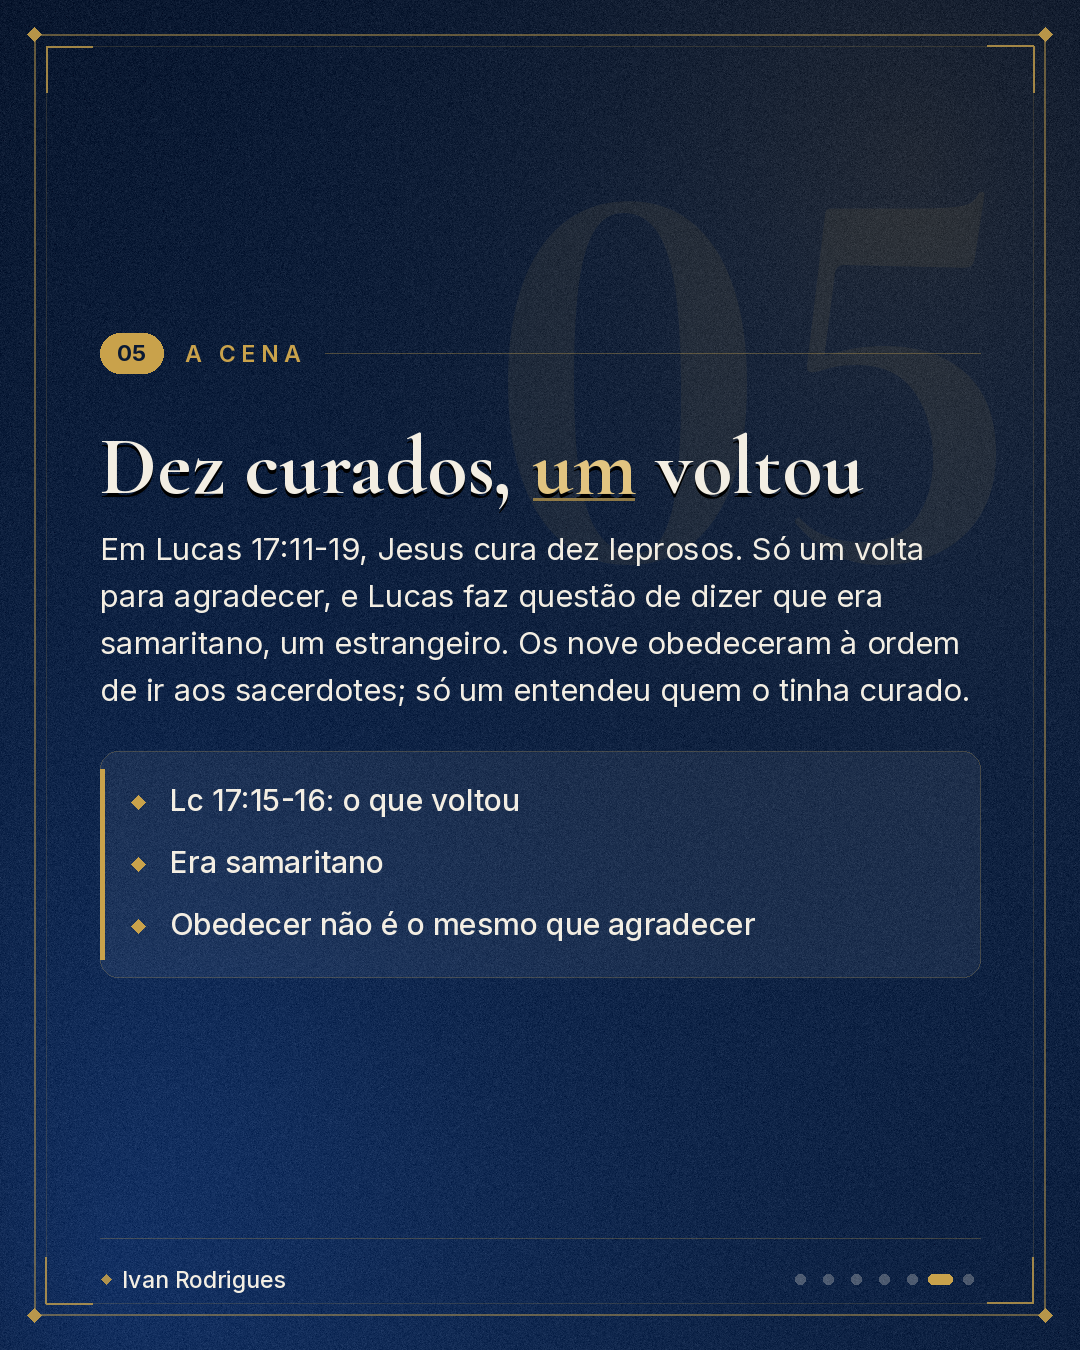 05
05 A CENA
Dez curados, um voltou
Em Lucas 17:11-19, Jesus cura dez leprosos. Só um volta
para agradecer, e Lucas faz questão de dizer que era
samaritano, um estrangeiro. Os nove obedeceram à ordem
de ir aos sacerdotes; só um entendeu quem o tinha curado.
Lc 17:15-16: o que voltou
Era samaritano
Obedecer não é o mesmo que agradecer
Ivan Rodrigues